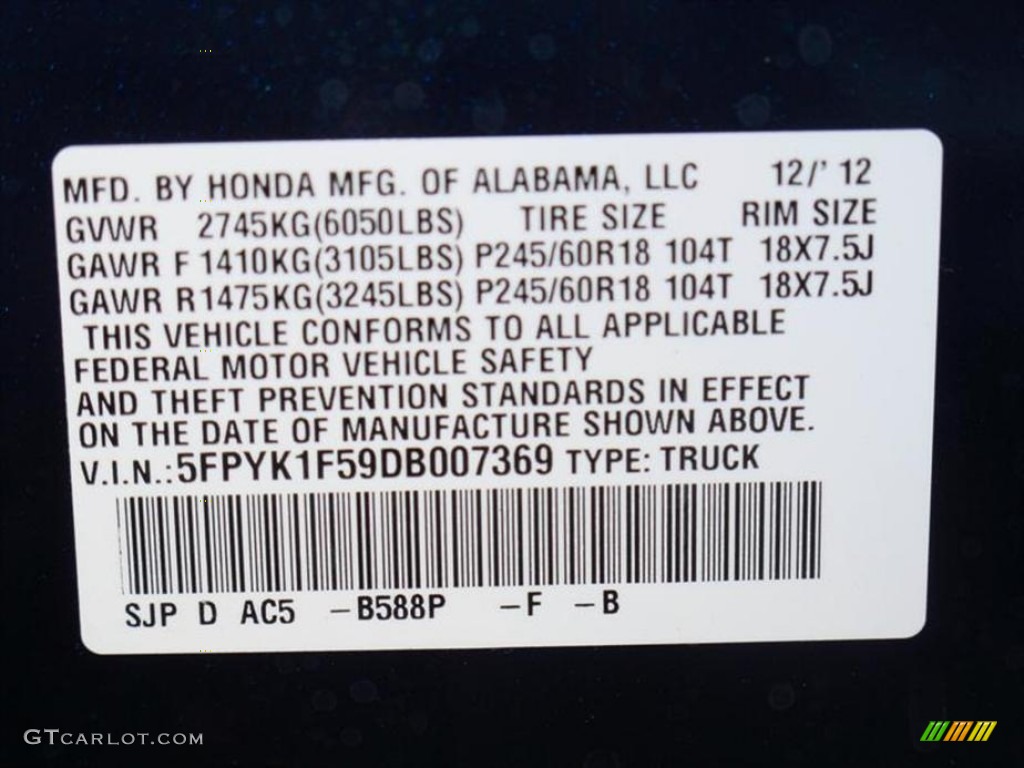 MFD. BY HONDA MFG. OF ALABAMA, LLC 12/' 12
GVWR 2745KG(6050LBS) TIRE SIZE RIM SIZE
GAWR F 1410KG(3105LBS) P245/60R18 104T 18X7.5J
GAWR R1475KG(3245LBS) P245/60R18 104T 18X7.5J
THIS VEHICLE CONFORMS TO ALL APPLICABLE
FEDERAL MOTOR VEHICLE SAFETY
AND THEFT PREVENTION STANDARDS IN EFFECT
ON THE DATE OF MANUFACTURE SHOWN ABOVE.
V.I.N.:5FPYK1F59DB007369 TYPE: TRUCK
SJP D AC5 -B588P -F -B
GTCARLOT.COM